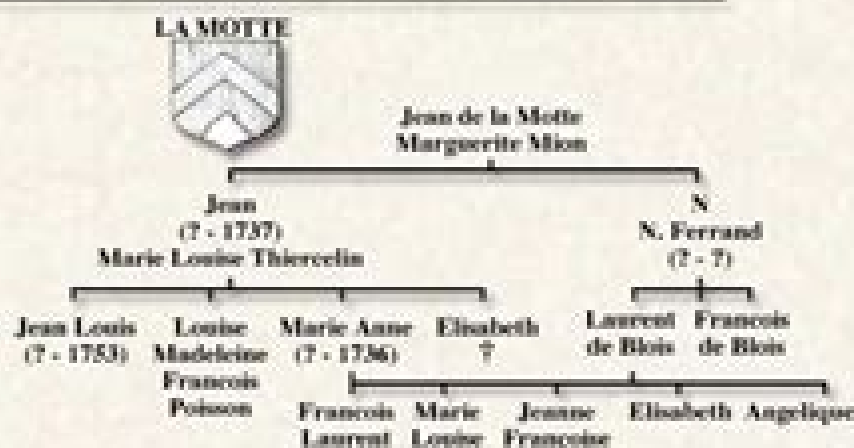 LA MOTTE
Jean de la Motte
Marguerite Mion
Jean
(? - 1737)
Marie Louise Thiercelin
N
N. Ferrand
(? - ?)
Jean Louis
(? - 1753)
Louise
Madeleine
Francois
Poisson
Marie Anne
(? - 1736)
Elisabeth
?
Laurent
de Blois
Francois
de Blois
Francois
Laurent
Marie
Louise
Jeanne
Françoise
Elisabeth
Angelique